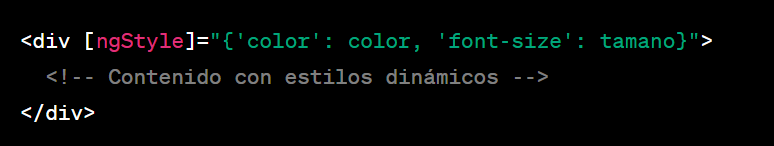 <div [ngStyle]="{'color': color, 'font-size': tamano}">
  <!-- Contenido con estilos dinámicos -->
</div>